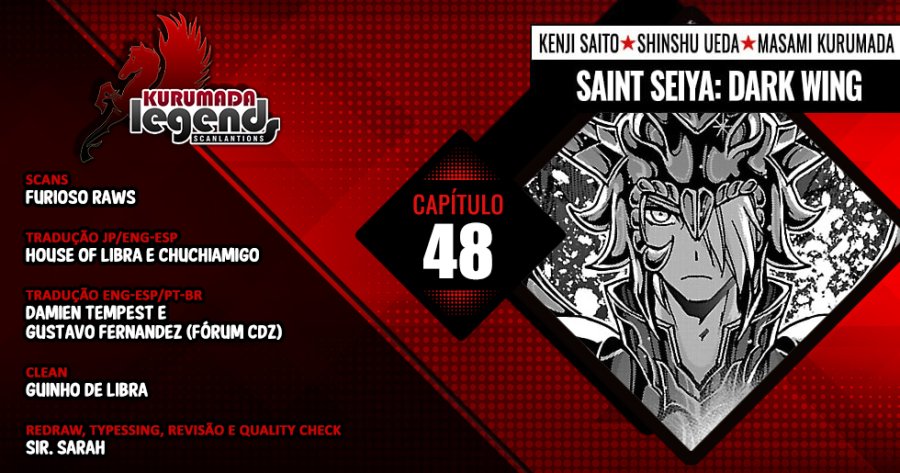 KURUMADA
legends
SCANLANTIONS
KENJI SAITO★SHINSHU UEDA★MASAMI KURUMADA
SAINT SEIYA: DARK WING
SCANS
FURIOSO RAWS
TRADUÇÃO JP/ENG-ESP
HOUSE OF LIBRA E CHUCHIAMIGO
TRADUÇÃO ENG-ESP/PT-BR
DAMIEN TEMPEST E
GUSTAVO FERNANDEZ (FÓRUM CDZ)
CLEAN
GUINHO DE LIBRA
REDRAW, TYPESSING, REVISÃO E QUALITY CHECK
SIR. SARAH
CAPÍTULO
48